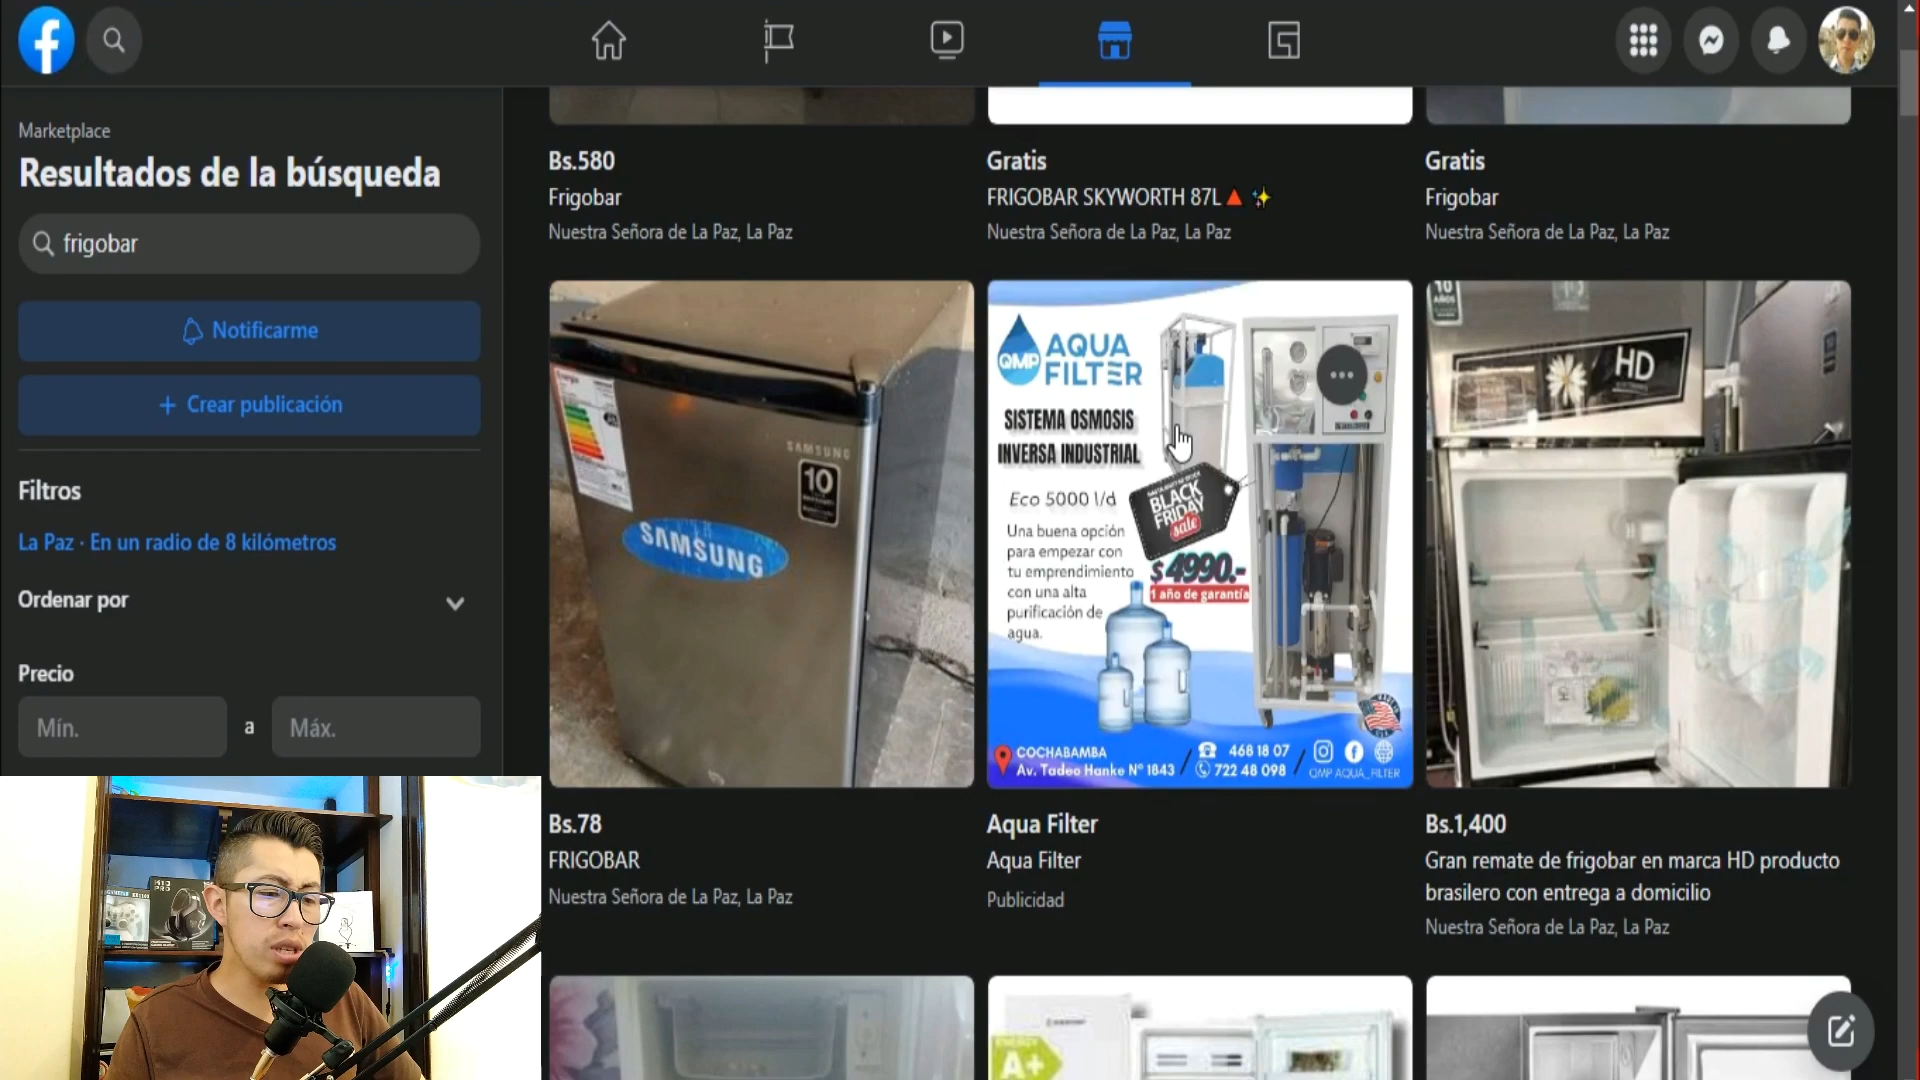 Marketplace
Resultados de la búsqueda
frigobar
Notificarme
+ Crear publicación
Filtros
La Paz · En un radio de 8 kilómetros
Ordenar por
Precio
Mín.
a
Máx.
Bs.580
Frigobar
Nuestra Señora de La Paz, La Paz
Gratis
FRIGOBAR SKYWORTH 87L🔺✨
Nuestra Señora de La Paz, La Paz
Gratis
Frigobar
Nuestra Señora de La Paz, La Paz
SAMSUNG
10
SAMSUNG
Bs.78
FRIGOBAR
Nuestra Señora de La Paz, La Paz
QMP
AQUA
FILTER
SISTEMA OSMOSIS
INVERSA INDUSTRIAL
Eco 5000 l/d
Una buena opción
para empezar con
tu emprendimiento
con una alta
purificación de
agua.
BLACK
FRIDAY
sale
$ 4990.-
1 año de garantía
COCHABAMBA
Av. Tadeo Hanke Nº 1843
468 18 07
722 48 098
QMP AQUA_FILTER
Aqua Filter
Aqua Filter
Publicidad
10
AÑOS
HD
Bs.1,400
Gran remate de frigobar en marca HD producto
brasilero con entrega a domicilio
Nuestra Señora de La Paz, La Paz
A+